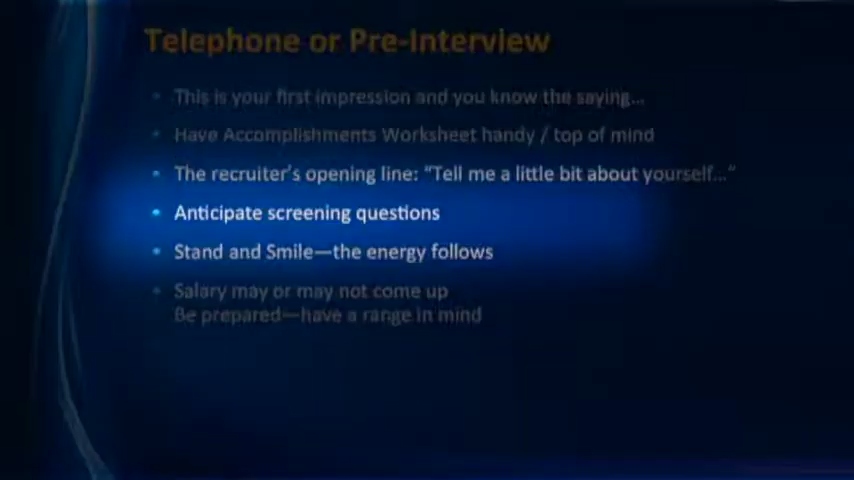 Telephone or Pre-Interview
• This is your first impression and you know the saying...
• Have Accomplishments Worksheet handy / top of mind
• The recruiter's opening line: "Tell me a little bit about yourself..."
• Anticipate screening questions
• Stand and Smile—the energy follows
• Salary may or may not come up
Be prepared—have a range in mind